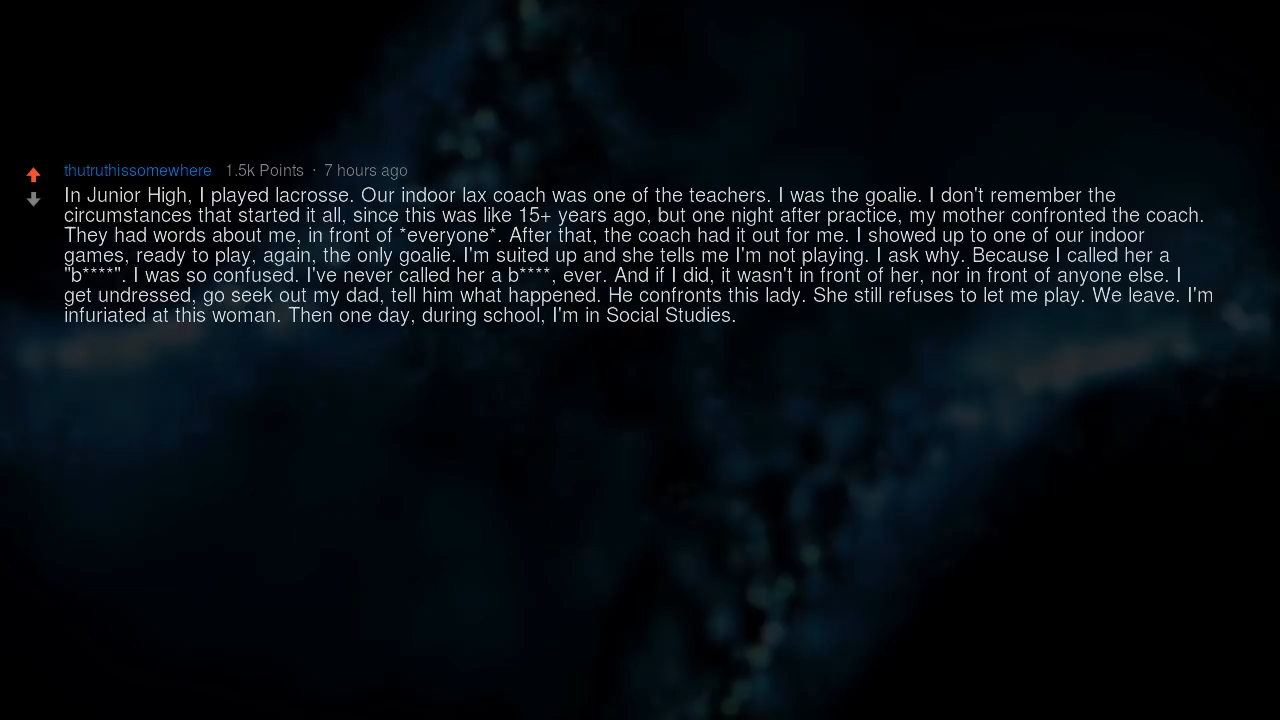 thutruthissomewhere 1.5k Points · 7 hours ago
In Junior High, I played lacrosse. Our indoor lax coach was one of the teachers. I was the goalie. I don't remember the
circumstances that started it all, since this was like 15+ years ago, but one night after practice, my mother confronted the coach.
They had words about me, in front of *everyone*. After that, the coach had it out for me. I showed up to one of our indoor
games, ready to play, again, the only goalie. I'm suited up and she tells me I'm not playing. I ask why. Because I called her a
"b****". I was so confused. I've never called her a b****, ever. And if I did, it wasn't in front of her, nor in front of anyone else. I
get undressed, go seek out my dad, tell him what happened. He confronts this lady. She still refuses to let me play. We leave. I'm
infuriated at this woman. Then one day, during school, I'm in Social Studies.